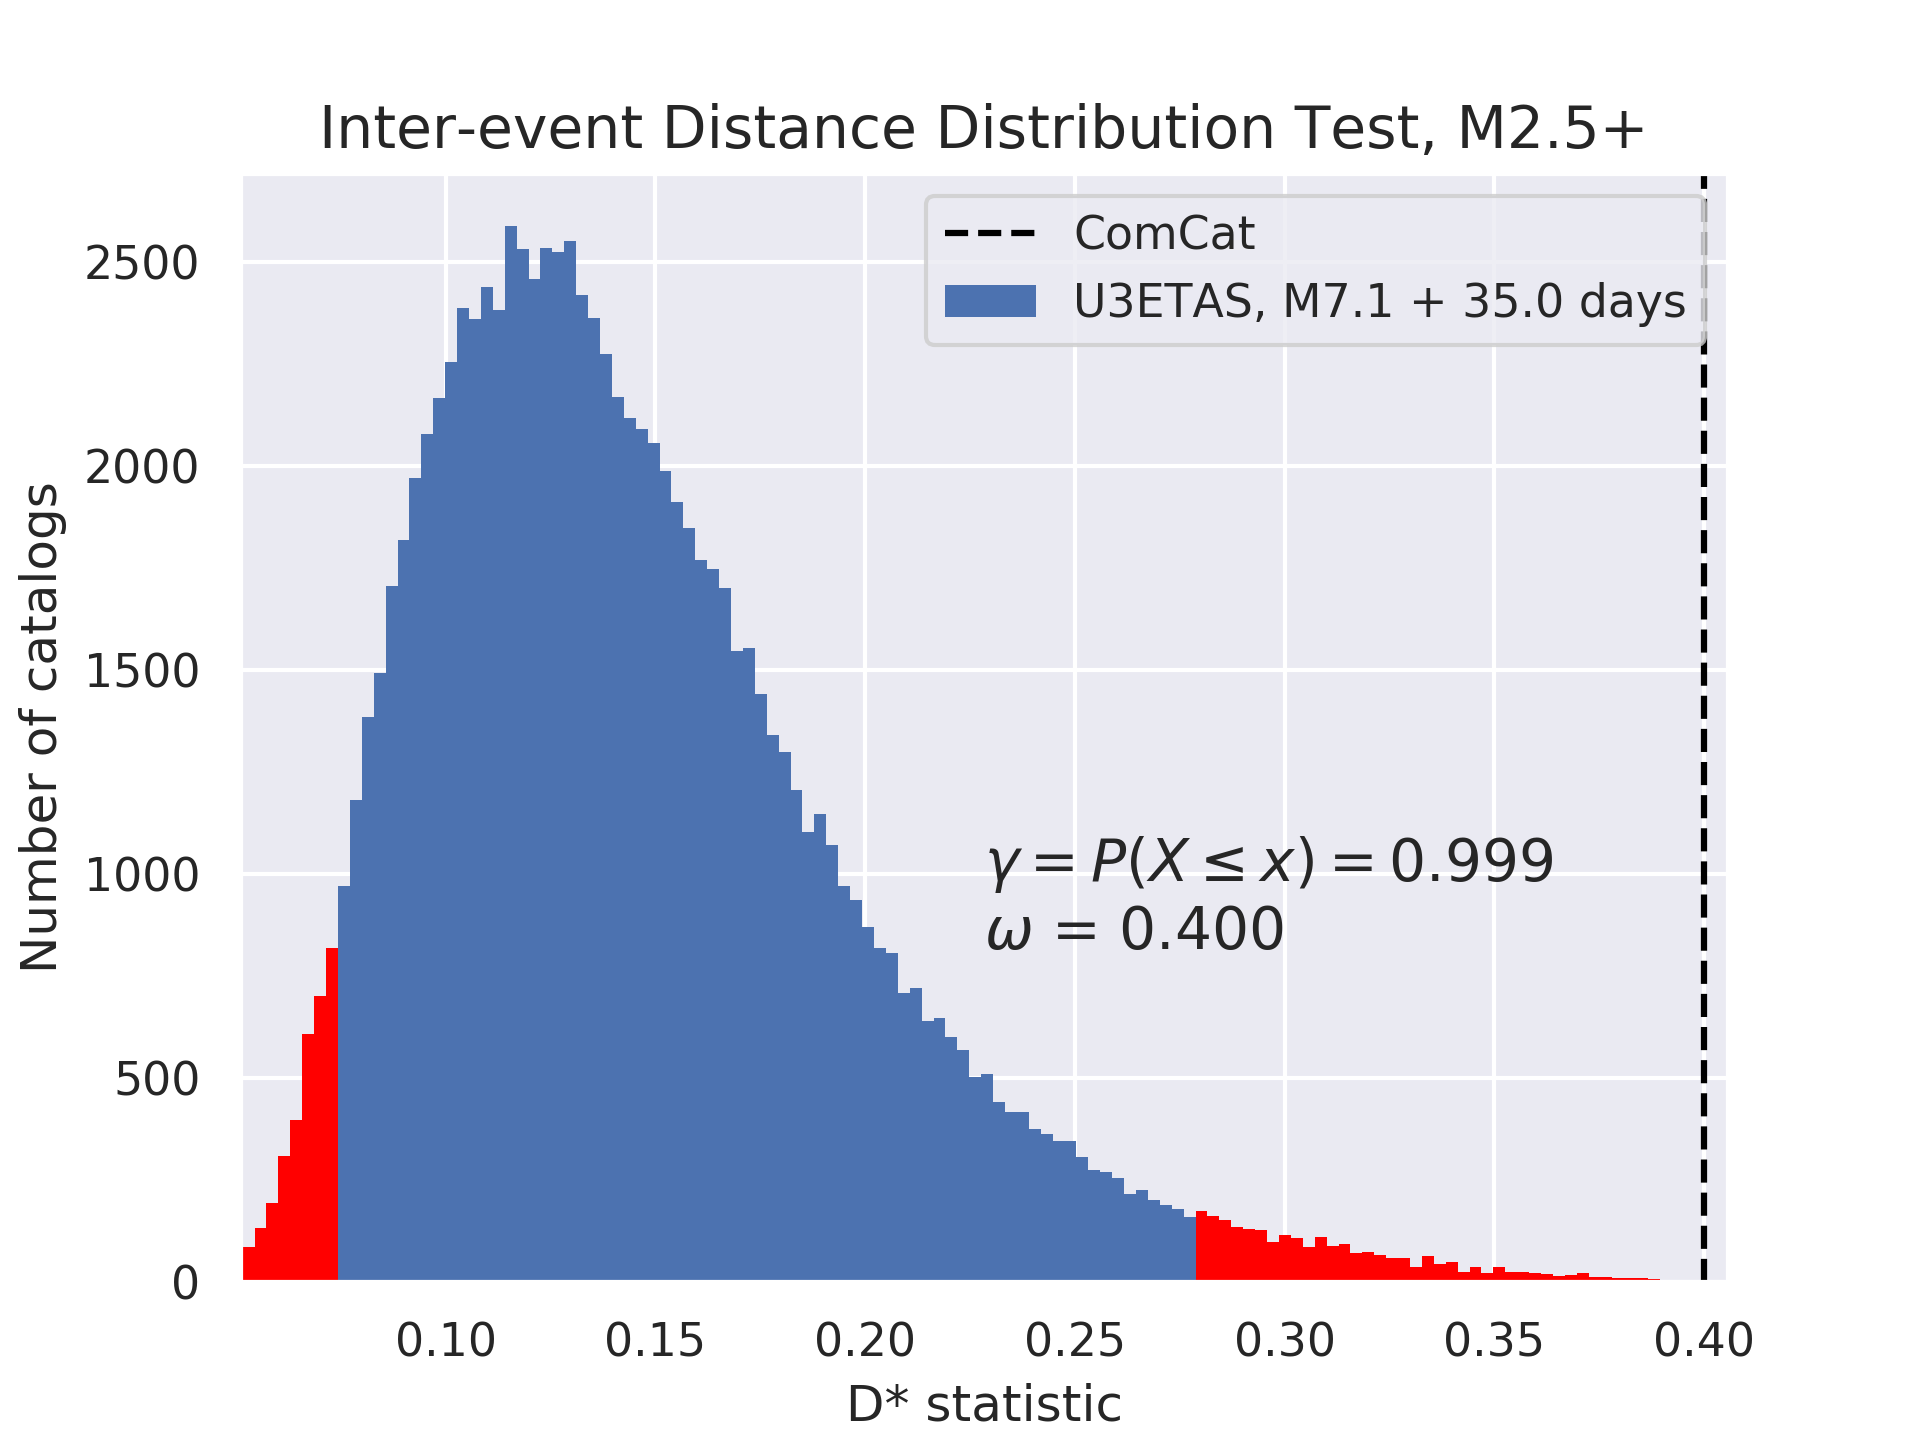 Inter-event Distance Distribution Test, M2.5+
ComCat
U3ETAS, M7.1 + 35.0 days
Number of catalogs
2500
2000
1500
1000
500
0
γ = P(X ≤ x) = 0.999
ω = 0.400
0.10 0.15 0.20 0.25 0.30 0.35 0.40
D* statistic